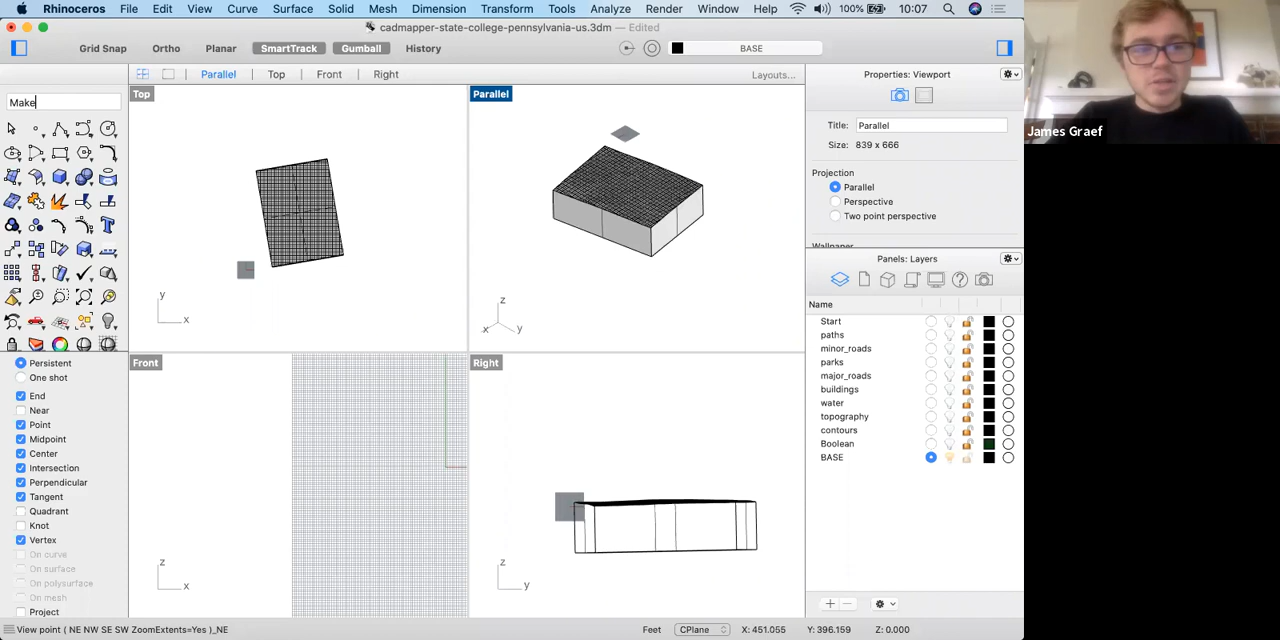 Rhinoceros File Edit View Curve Surface Solid Mesh Dimension Transform Tools Analyze Render Window Help 100% 10:07
cadmapper-state-college-pennsylvania-us.3dm — Edited
Grid Snap Ortho Planar SmartTrack Gumball History BASE
Parallel Top Front Right Layouts...
Properties: Viewport
Make
Top
Parallel
Title: Parallel
Size: 839 x 666
Projection
Parallel
Perspective
Two point perspective
Wallpaper
James Graef
y
x
z
x
y
Panels: Layers
Name
Start
paths
minor_roads
parks
major_roads
buildings
water
topography
contours
Boolean
BASE
Persistent
One shot
End
Near
Point
Midpoint
Center
Intersection
Perpendicular
Tangent
Quadrant
Knot
Vertex
On curve
On surface
On polysurface
On mesh
Project
Front
Right
z
x
z
y
View point ( NE NW SE SW ZoomExtents=Yes )_NE
Feet CPlane X: 451.055 Y: 396.159 Z: 0.000